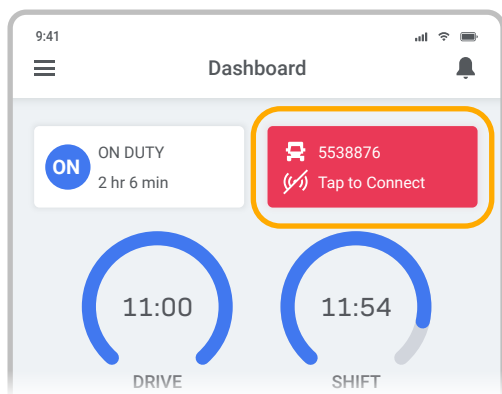 9:41
Dashboard
ON
ON DUTY
2 hr 6 min
5538876
Tap to Connect
11:00
DRIVE
11:54
SHIFT